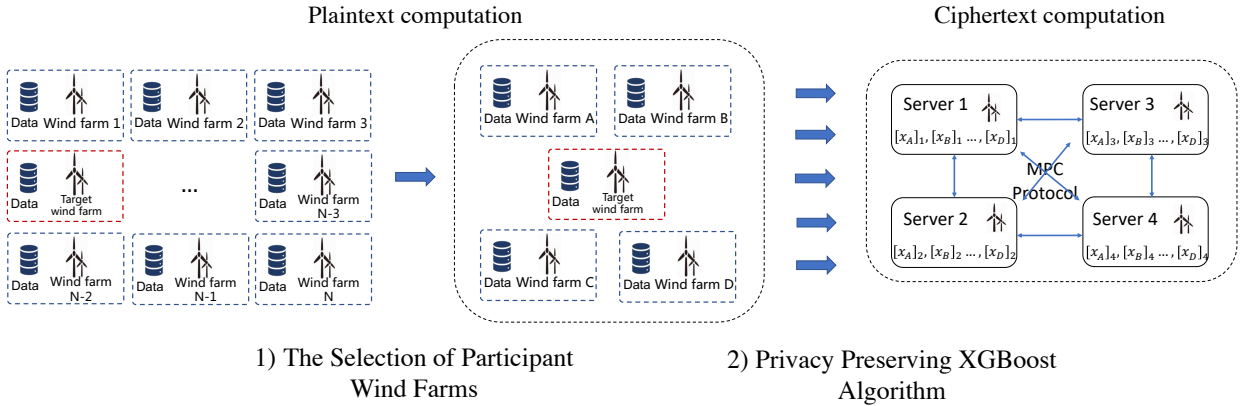 Plaintext computation
Ciphertext computation
Data Wind farm 1
Data Wind farm 2
Data Wind farm 3
Data Target wind farm
...
Data Wind farm N-3
Data Wind farm N-2
Data Wind farm N-1
Data Wind farm N
Data Wind farm A
Data Wind farm B
Data Target wind farm
Data Wind farm C
Data Wind farm D
Server 1
[x_A]_1, [x_B]_1 ..., [x_D]_1
Server 3
[x_A]_3, [x_B]_3 ..., [x_D]_3
MPC
Protocol
Server 2
[x_A]_2, [x_B]_2 ..., [x_D]_2
Server 4
[x_A]_4, [x_B]_4 ..., [x_D]_4
1) The Selection of Participant
Wind Farms
2) Privacy Preserving XGBoost
Algorithm